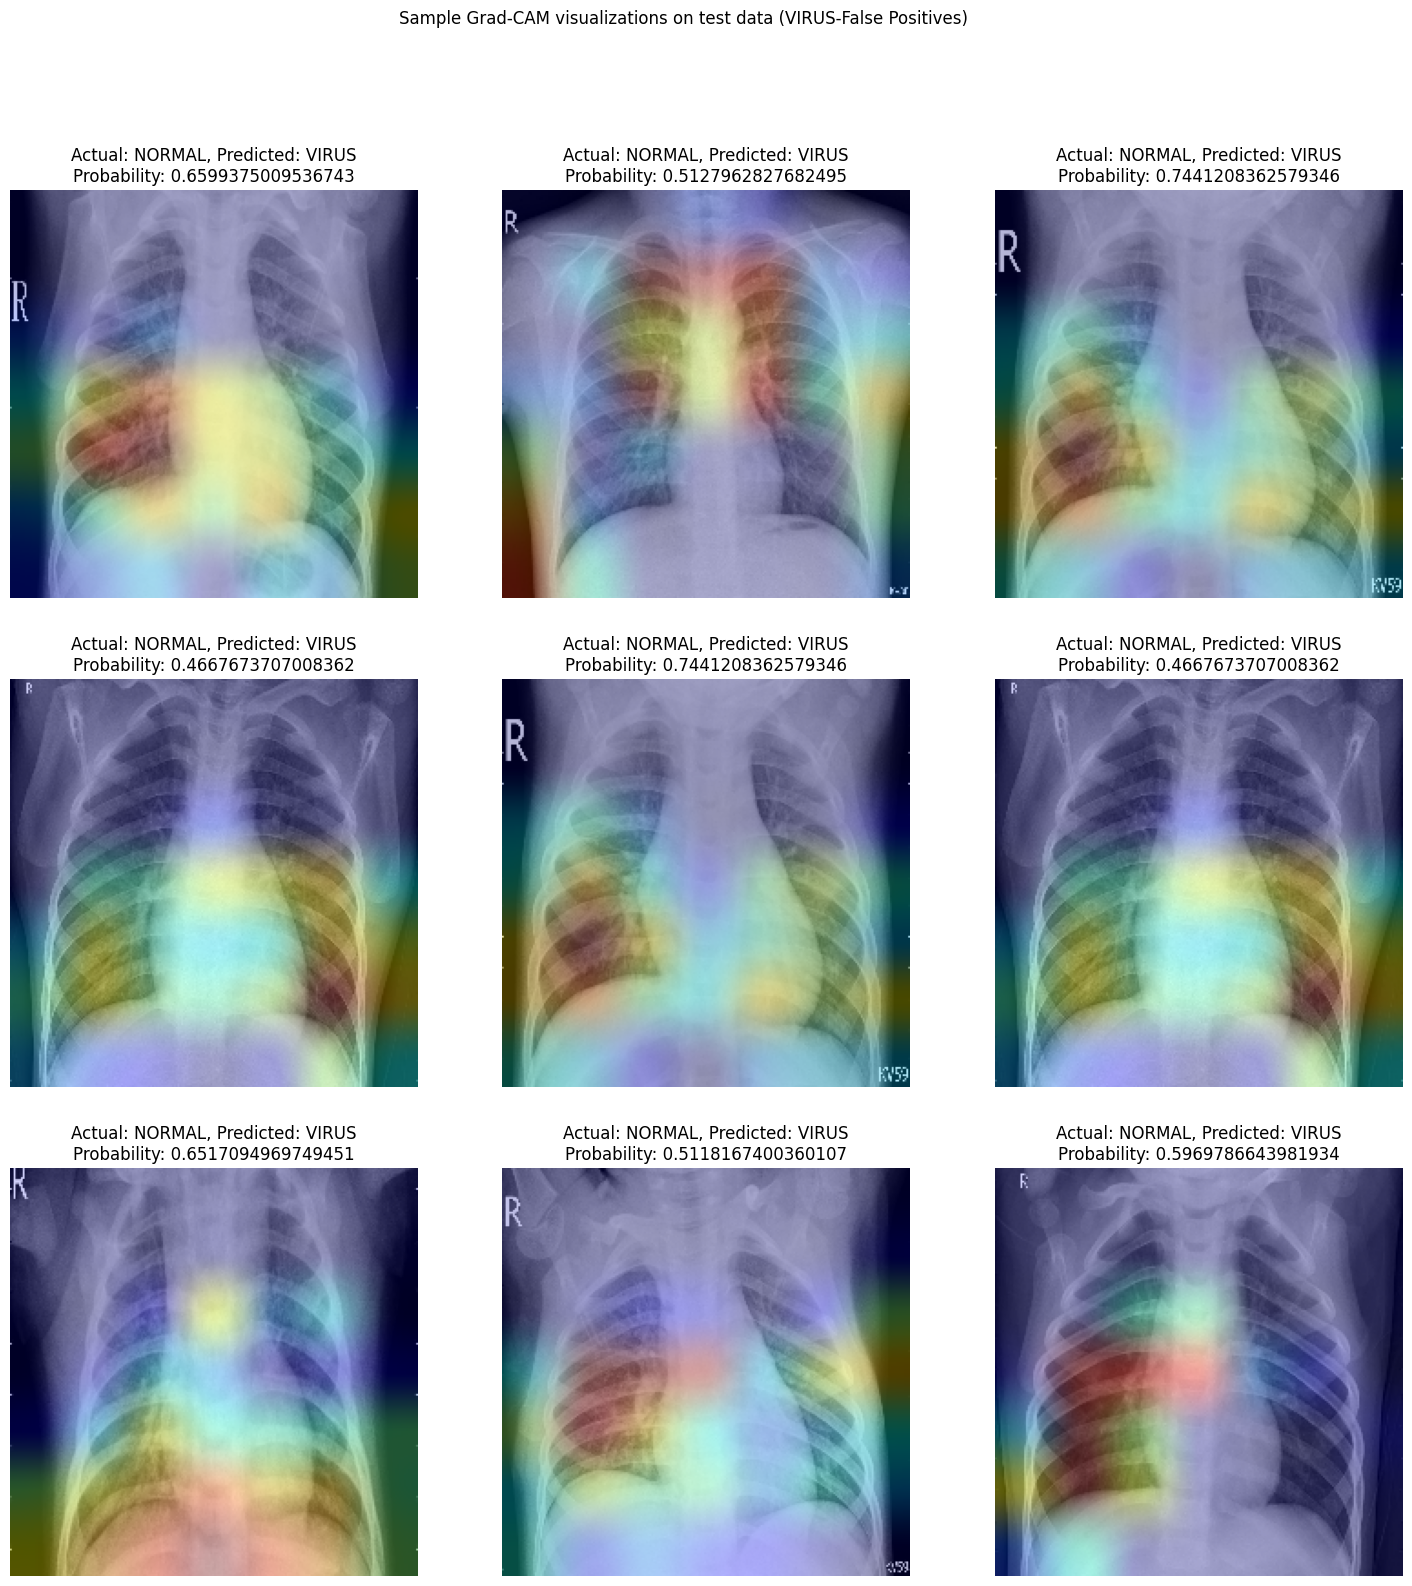 Sample Grad-CAM visualizations on test data (VIRUS-False Positives)
Actual: NORMAL, Predicted: VIRUS
Probability: 0.6599375009536743
R
Actual: NORMAL, Predicted: VIRUS
Probability: 0.5127962827682495
R
Actual: NORMAL, Predicted: VIRUS
Probability: 0.7441208362579346
R
KV59
Actual: NORMAL, Predicted: VIRUS
Probability: 0.4667673707008362
R
Actual: NORMAL, Predicted: VIRUS
Probability: 0.7441208362579346
R
KV59
Actual: NORMAL, Predicted: VIRUS
Probability: 0.4667673707008362
R
Actual: NORMAL, Predicted: VIRUS
Probability: 0.6517094969749451
R
Actual: NORMAL, Predicted: VIRUS
Probability: 0.5118167400360107
R
KV59
Actual: NORMAL, Predicted: VIRUS
Probability: 0.5969786643981934
R